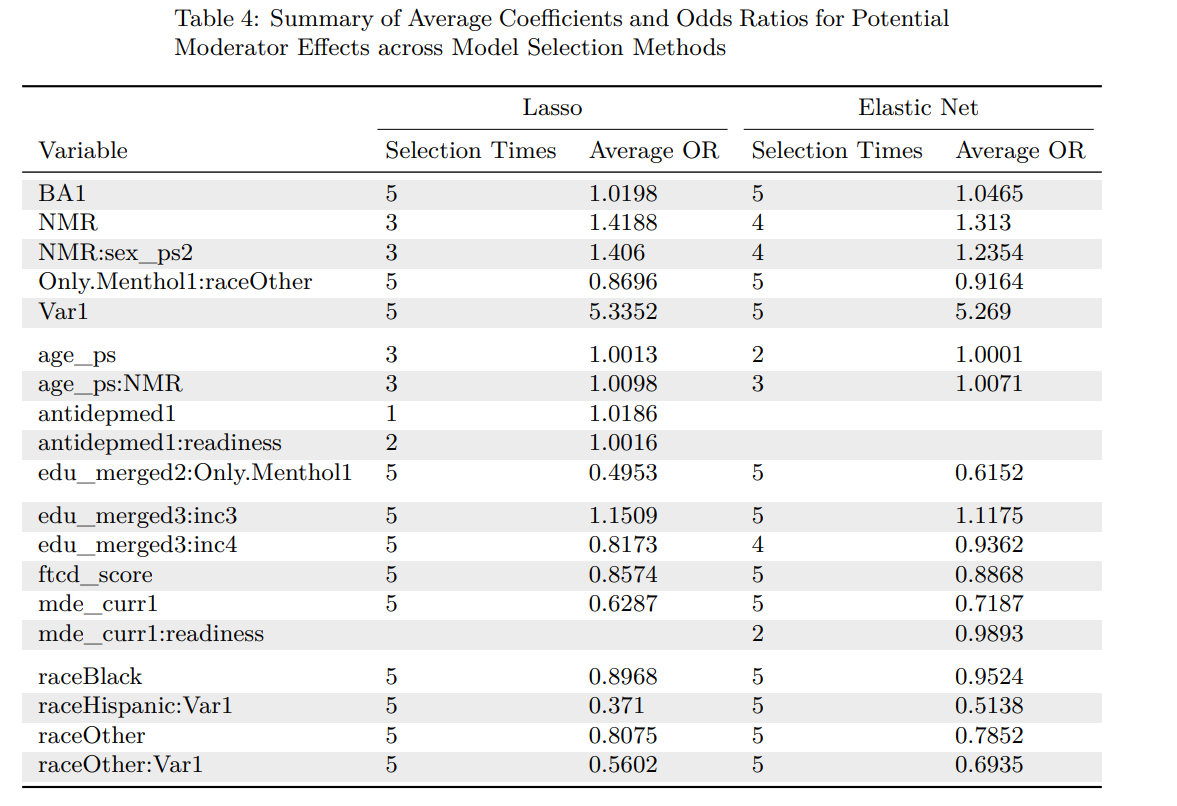 Table 4: Summary of Average Coefficients and Odds Ratios for Potential
Moderator Effects across Model Selection Methods
Lasso Elastic Net
Variable Selection Times Average OR Selection Times Average OR
BA1 5 1.0198 5 1.0465
NMR 3 1.4188 4 1.313
NMR:sex_ps2 3 1.406 4 1.2354
Only.Menthol1:raceOther 5 0.8696 5 0.9164
Var1 5 5.3352 5 5.269
age_ps 3 1.0013 2 1.0001
age_ps:NMR 3 1.0098 3 1.0071
antidepmed1 1 1.0186
antidepmed1:readiness 2 1.0016
edu_merged2:Only.Menthol1 5 0.4953 5 0.6152
edu_merged3:inc3 5 1.1509 5 1.1175
edu_merged3:inc4 5 0.8173 4 0.9362
ftcd_score 5 0.8574 5 0.8868
mde_curr1 5 0.6287 5 0.7187
mde_curr1:readiness 2 0.9893
raceBlack 5 0.8968 5 0.9524
raceHispanic:Var1 5 0.371 5 0.5138
raceOther 5 0.8075 5 0.7852
raceOther:Var1 5 0.5602 5 0.6935